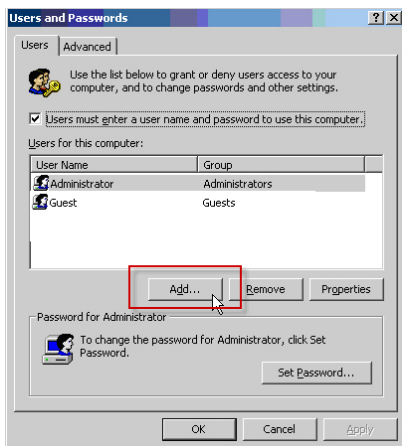 Users and Passwords
Users
Advanced
Use the list below to grant or deny users access to your
computer, and to change passwords and other settings.
Users must enter a user name and password to use this computer.
Users for this computer:
User Name Group
Administrator Administrators
Guest Guests
Add... Remove Properties
Password for Administrator
To change the password for Administrator, click Set
Password.
Set Password...
OK Cancel Apply